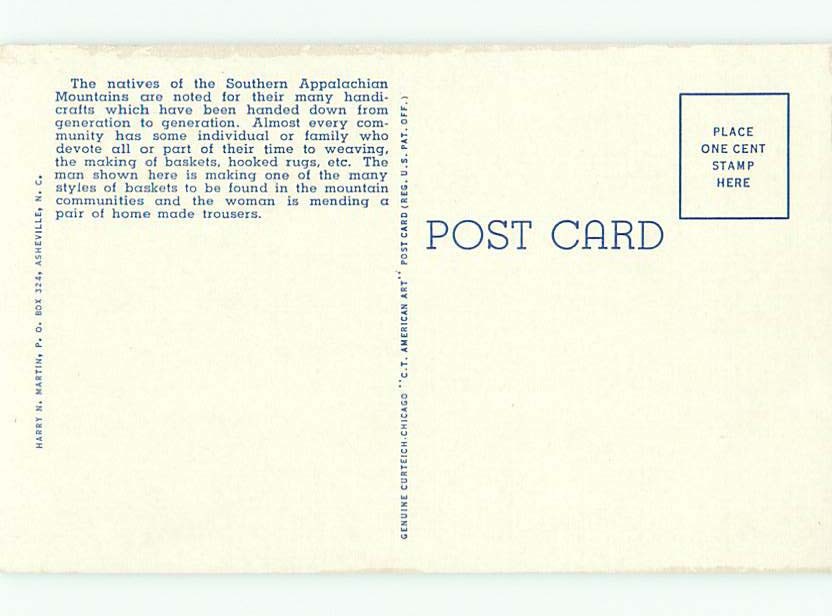 The natives of the Southern Appalachian
Mountains are noted for their many handi-
crafts which have been handed down from
generation to generation. Almost every com-
munity has some individual or family who
devote all or part of their time to weaving,
the making of baskets, hooked rugs, etc. The
man shown here is making one of the many
styles of baskets to be found in the mountain
communities and the woman is mending a
pair of home made trousers.
HARRY N. MARTIN, P. O. BOX 324, ASHEVILLE, N. C.
GENUINE CURTEICH-CHICAGO "C.T. AMERICAN ART" POST CARD (REG. U.S. PAT. OFF.)
POST CARD
PLACE
ONE CENT
STAMP
HERE